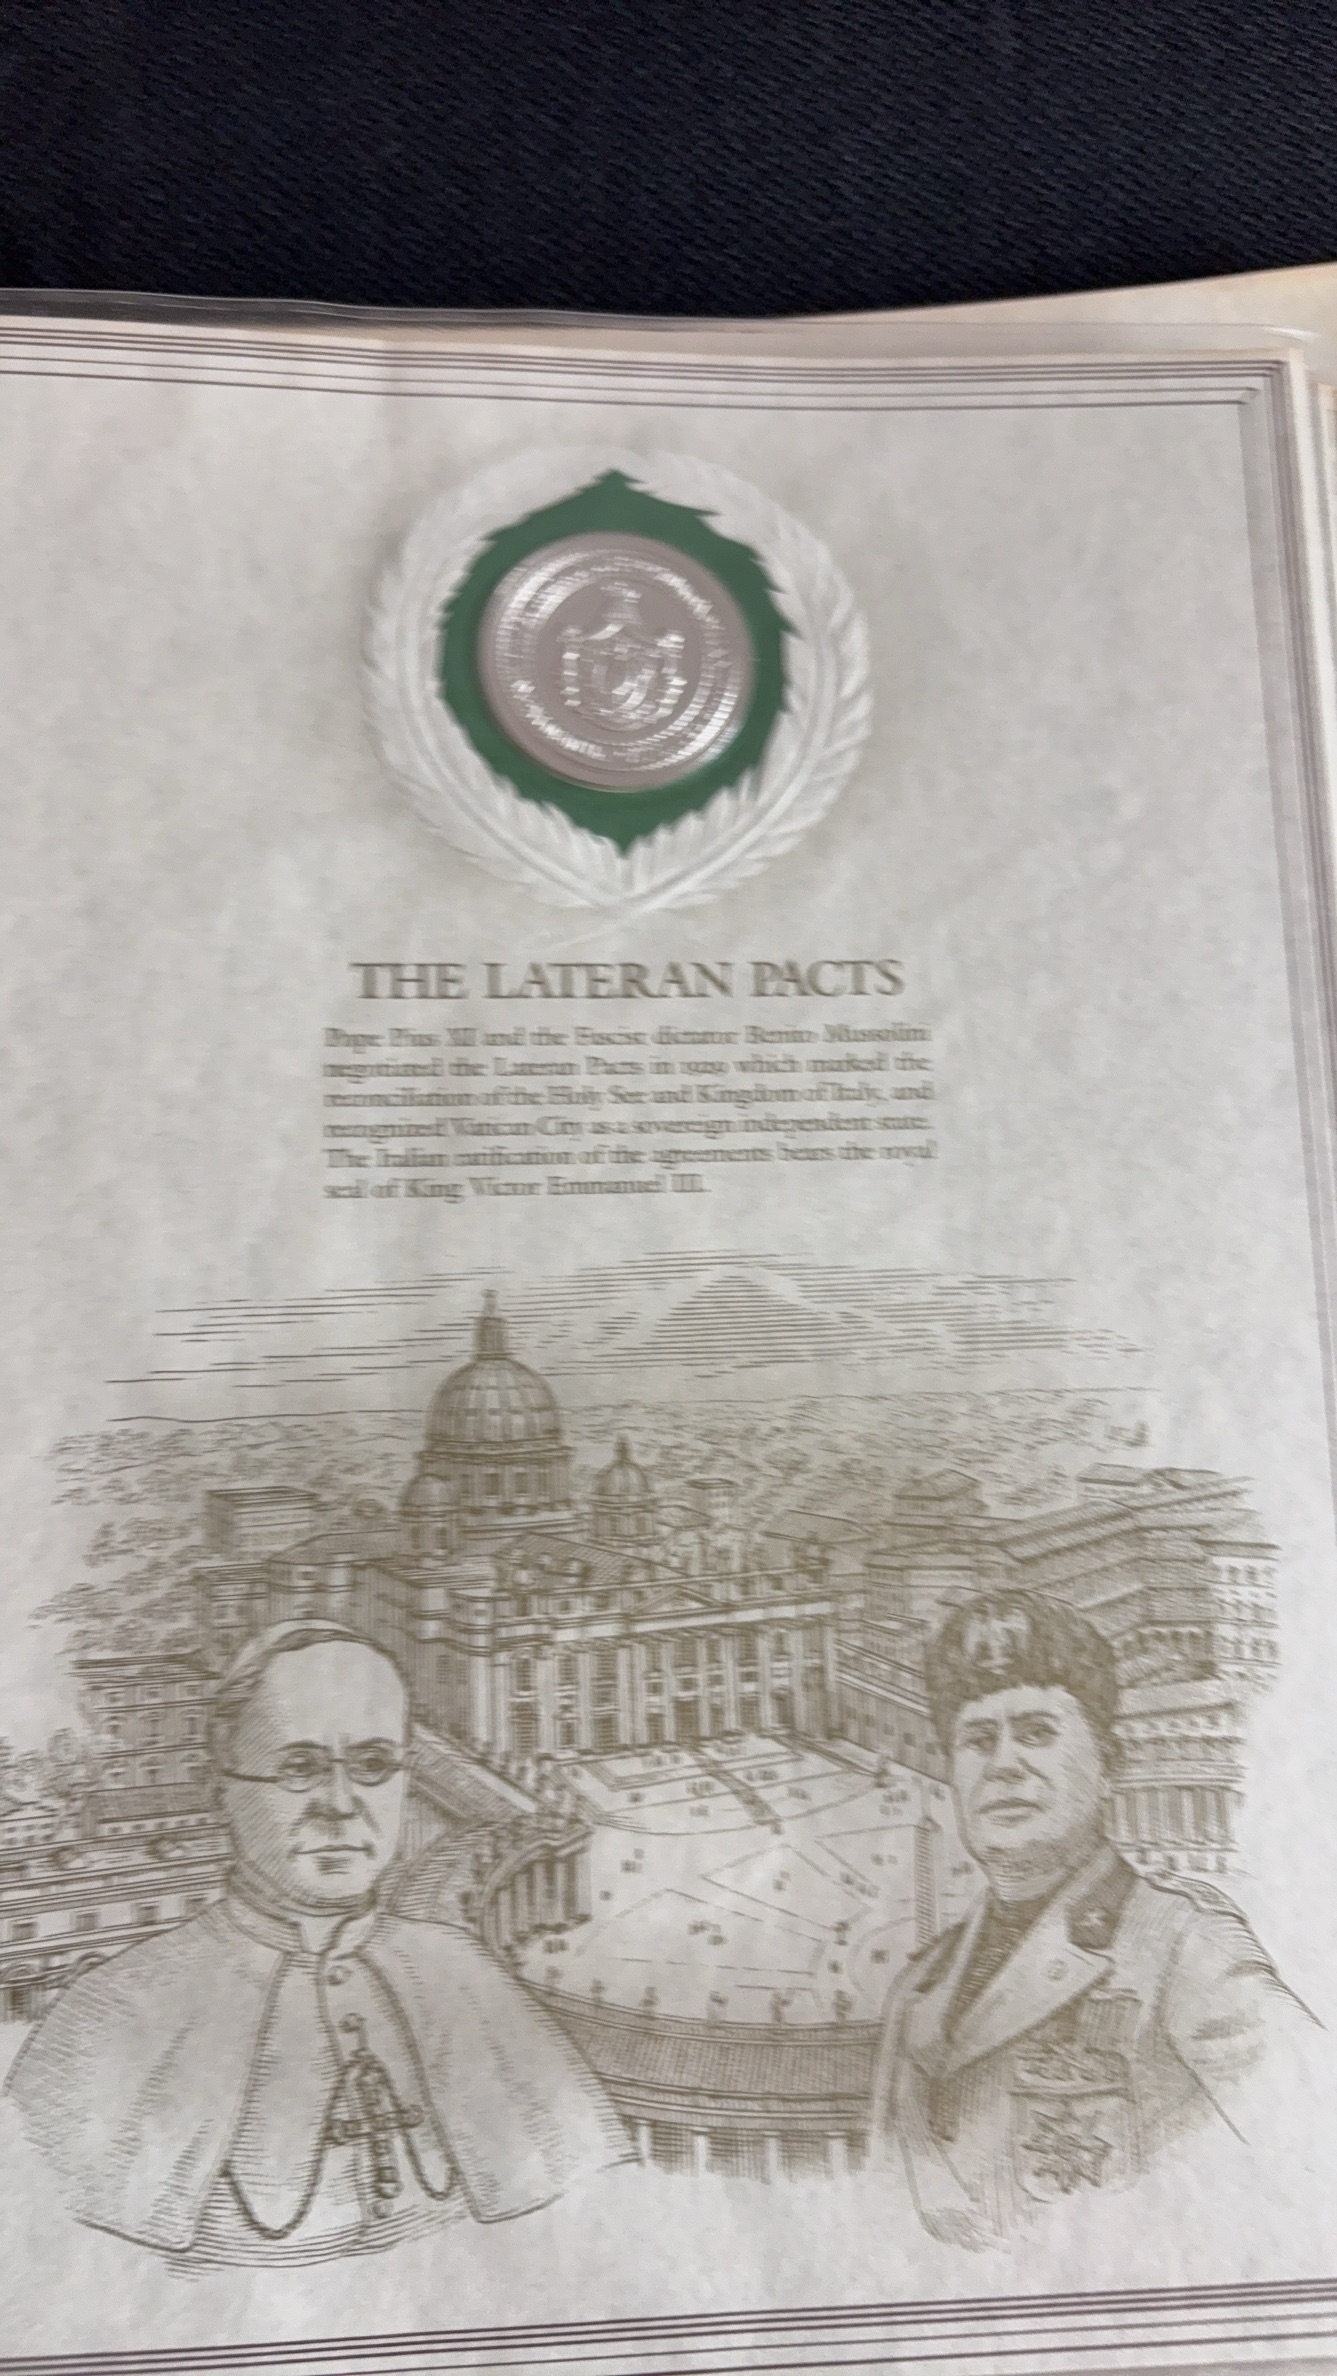 THE LATERAN PACTS
Pope Pius XI and the Fascist dictator Benito Mussolini
negotiated the Lateran Pacts in 1929 which marked the
reconciliation of the Holy See and Kingdom of Italy, and
recognized Vatican City as a sovereign independent state.
The Italian ratification of the agreements bears the royal
seal of King Victor Emmanuel III.